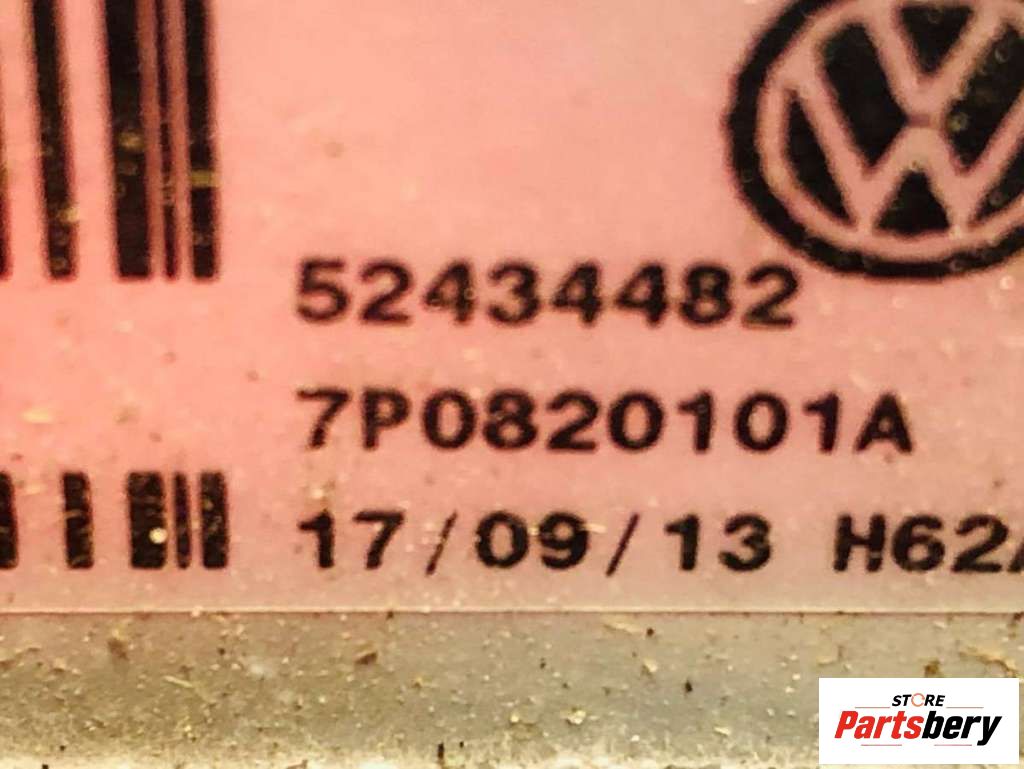 52434482
7P0820101A
17/09/13 H62
STORE
Partsbery